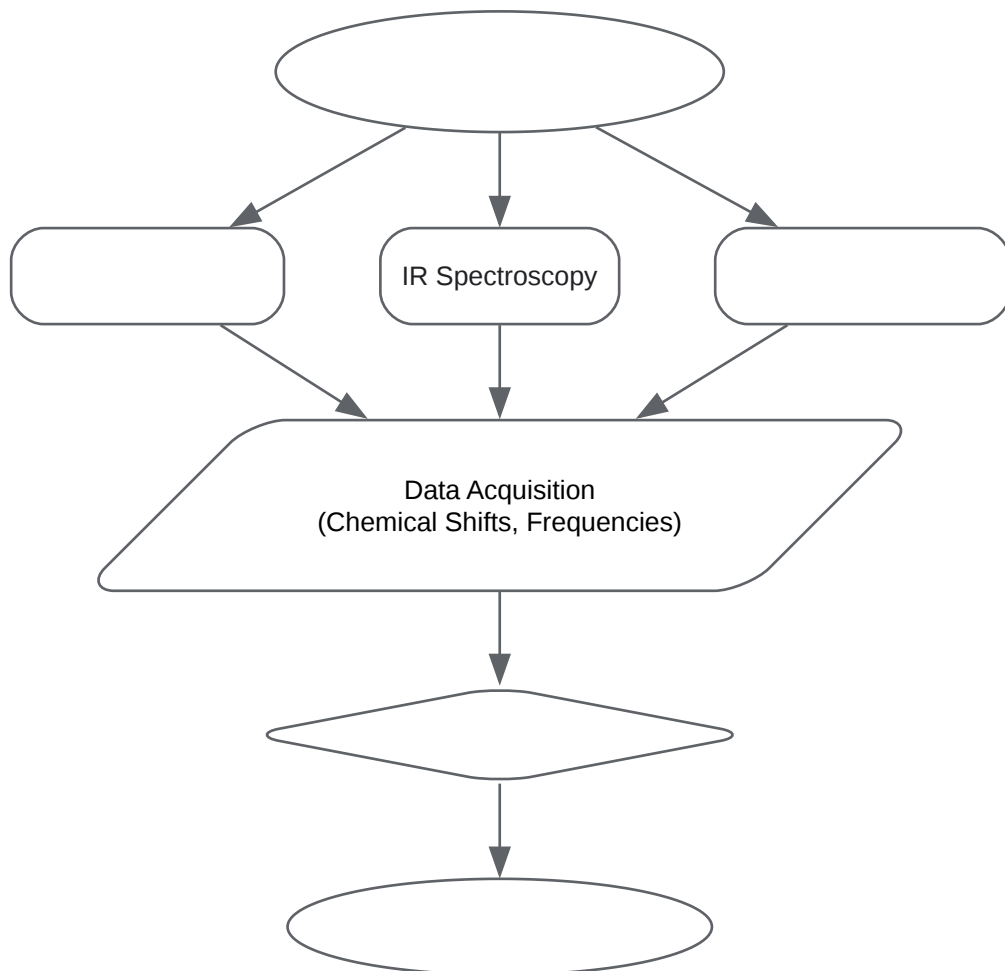 IR Spectroscopy
Data Acquisition
(Chemical Shifts, Frequencies)